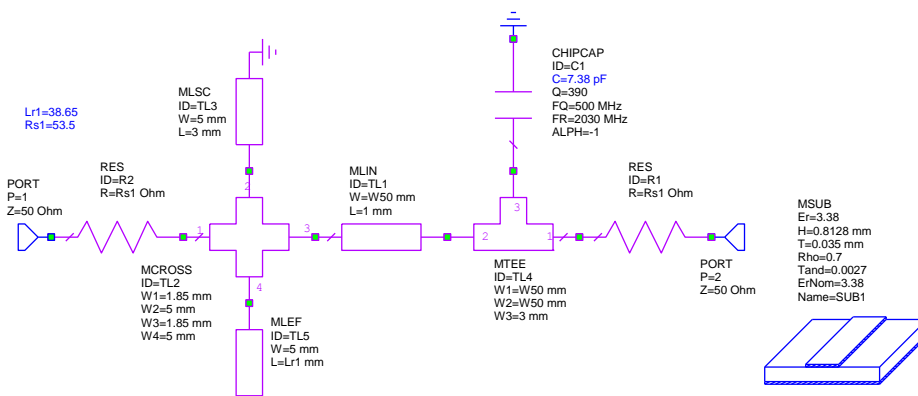 Lr1=38.65
Rs1=53.5
MLSC
ID=TL3
W=5 mm
L=3 mm
CHIPCAP
ID=C1
C=7.38 pF
Q=390
FQ=500 MHz
FR=2030 MHz
ALPH=-1
PORT
P=1
Z=50 Ohm
RES
ID=R2
R=Rs1 Ohm
2
1
3
4
MCROSS
ID=TL2
W1=1.85 mm
W2=5 mm
W3=1.85 mm
W4=5 mm
MLEF
ID=TL5
W=5 mm
L=Lr1 mm
MLIN
ID=TL1
W=W50 mm
L=1 mm
3
2
1
MTEE
ID=TL4
W1=W50 mm
W2=W50 mm
W3=3 mm
RES
ID=R1
R=Rs1 Ohm
PORT
P=2
Z=50 Ohm
MSUB
Er=3.38
H=0.8128 mm
T=0.035 mm
Rho=0.7
Tand=0.0027
ErNom=3.38
Name=SUB1